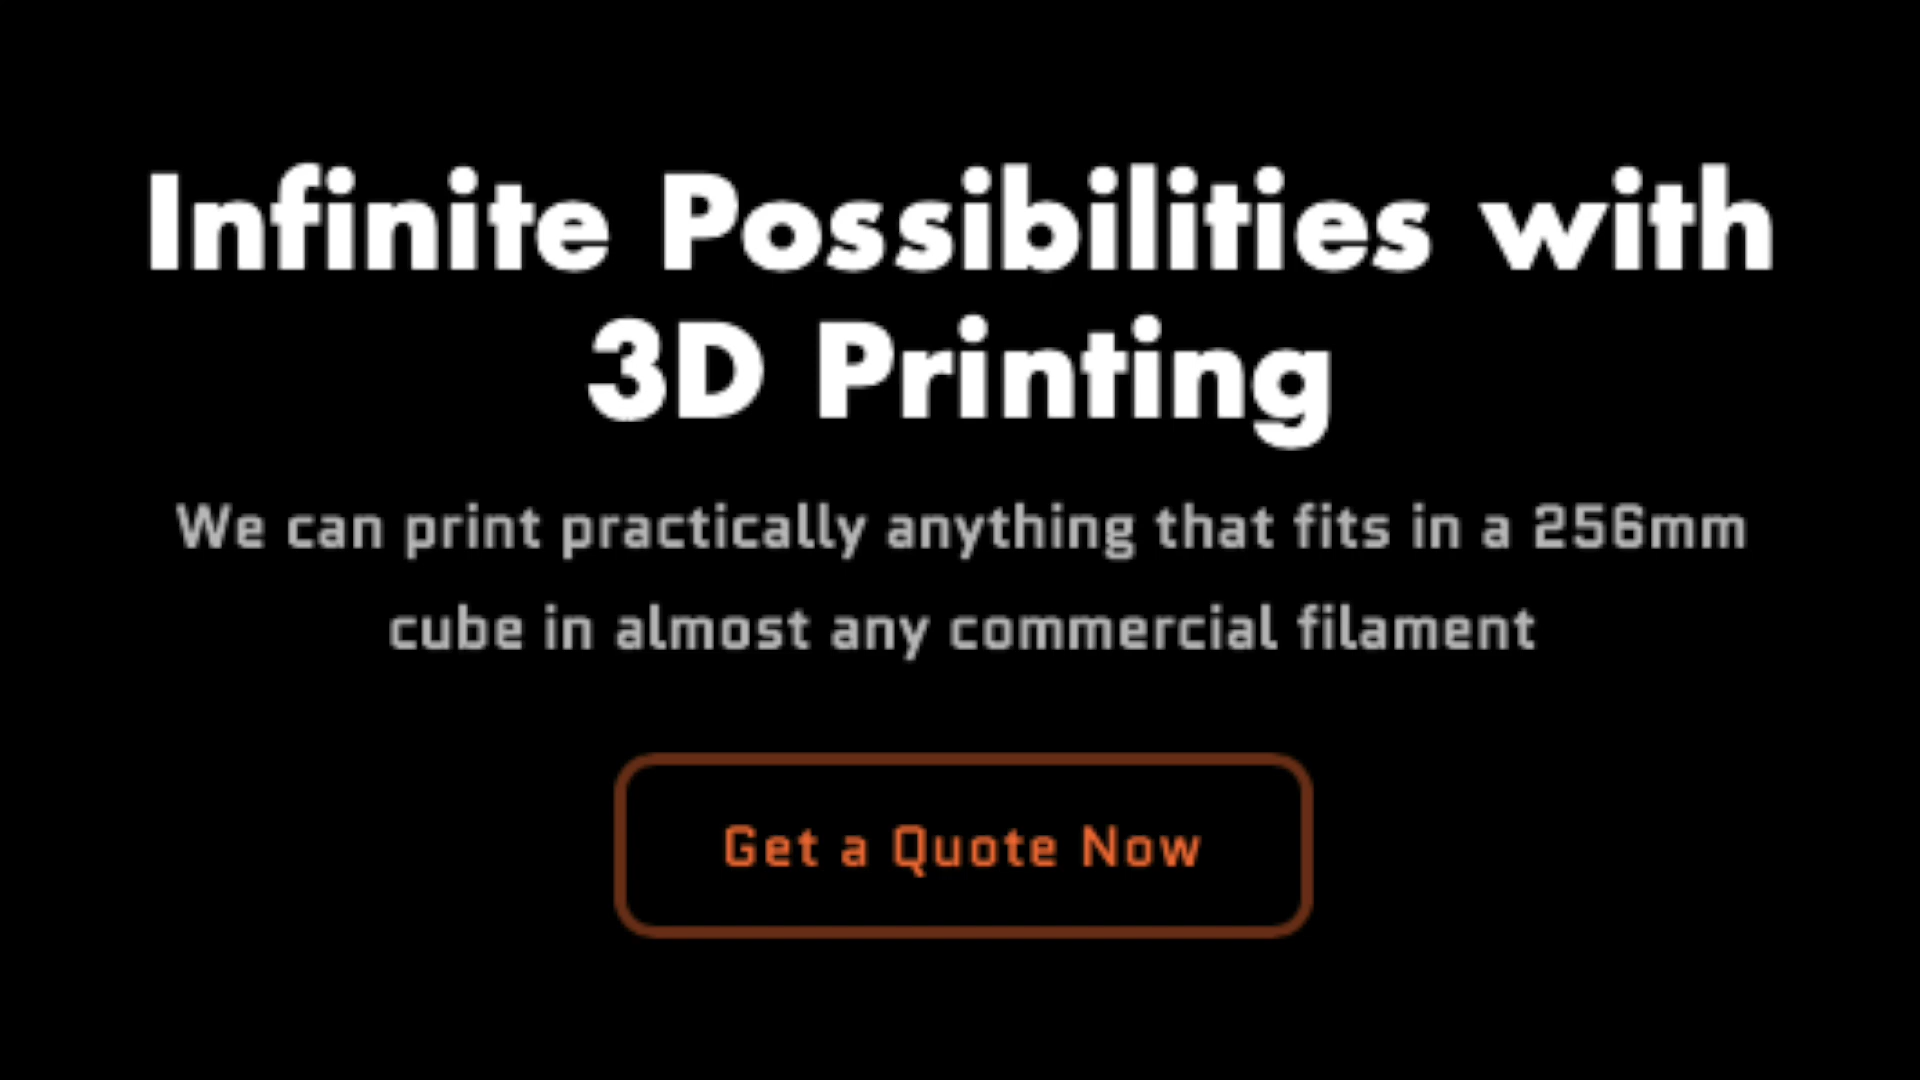 Infinite Possibilities with
3D Printing
We can print practically anything that fits in a 256mm
cube in almost any commercial filament
Get a Quote Now